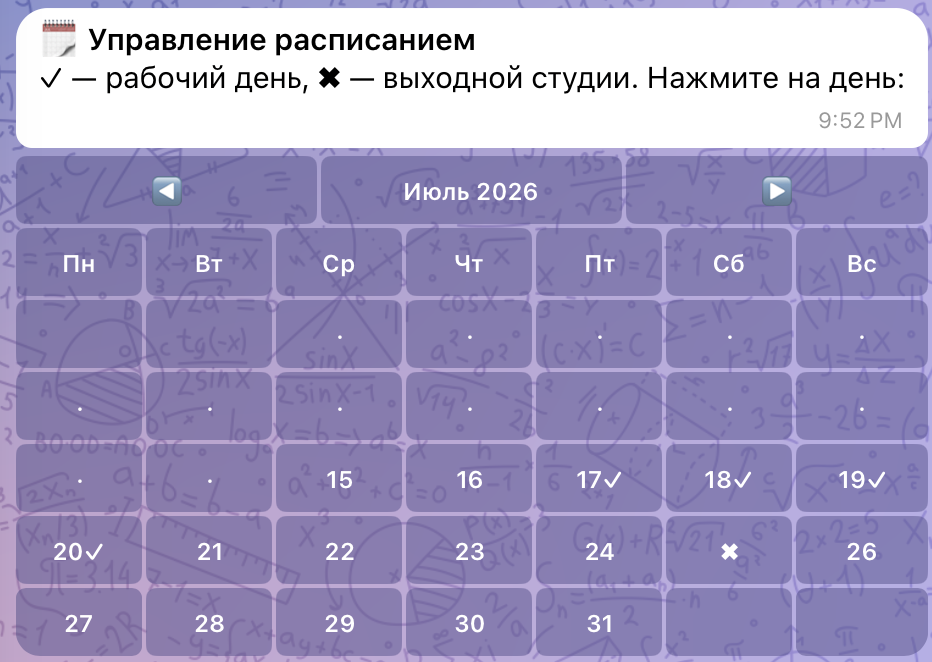 🗓 Управление расписанием
✓ — рабочий день, ✖ — выходной студии. Нажмите на день:
9:52 PM
◀ Июль 2026 ▶
Пн Вт Ср Чт Пт Сб Вс
· · · · ·
· · · · · · ·
· · 15 16 17✓ 18✓ 19✓
20✓ 21 22 23 24 ✖ 26
27 28 29 30 31